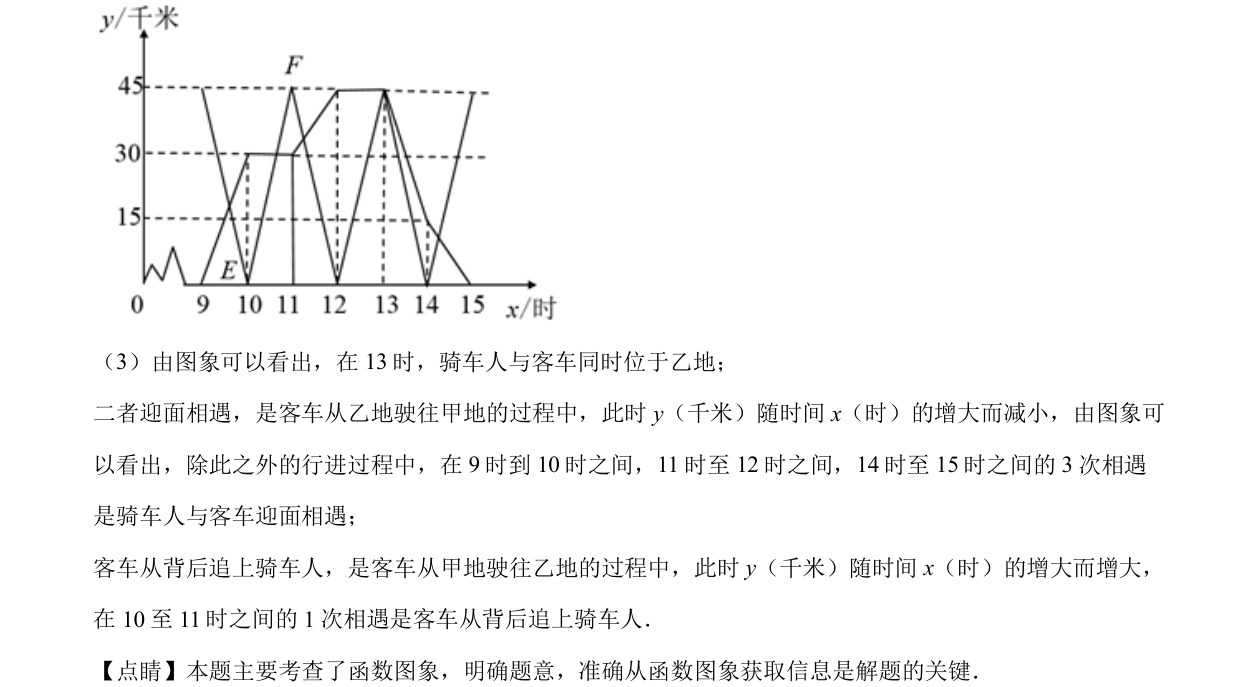 y/千米
F
45
30
15
E
0 9 10 11 12 13 14 15 x/时
（3）由图象可以看出，在 13 时，骑车人与客车同时位于乙地；
二者迎面相遇，是客车从乙地驶往甲地的过程中，此时 y（千米）随时间 x（时）的增大而减小，由图象可
以看出，除此之外的行进过程中，在 9 时到 10 时之间，11 时至 12 时之间，14 时至 15 时之间的 3 次相遇
是骑车人与客车迎面相遇；
客车从背后追上骑车人，是客车从甲地驶往乙地的过程中，此时 y（千米）随时间 x（时）的增大而增大，
在 10 至 11 时之间的 1 次相遇是客车从背后追上骑车人．
【点睛】本题主要考查了函数图象，明确题意，准确从函数图象获取信息是解题的关键．